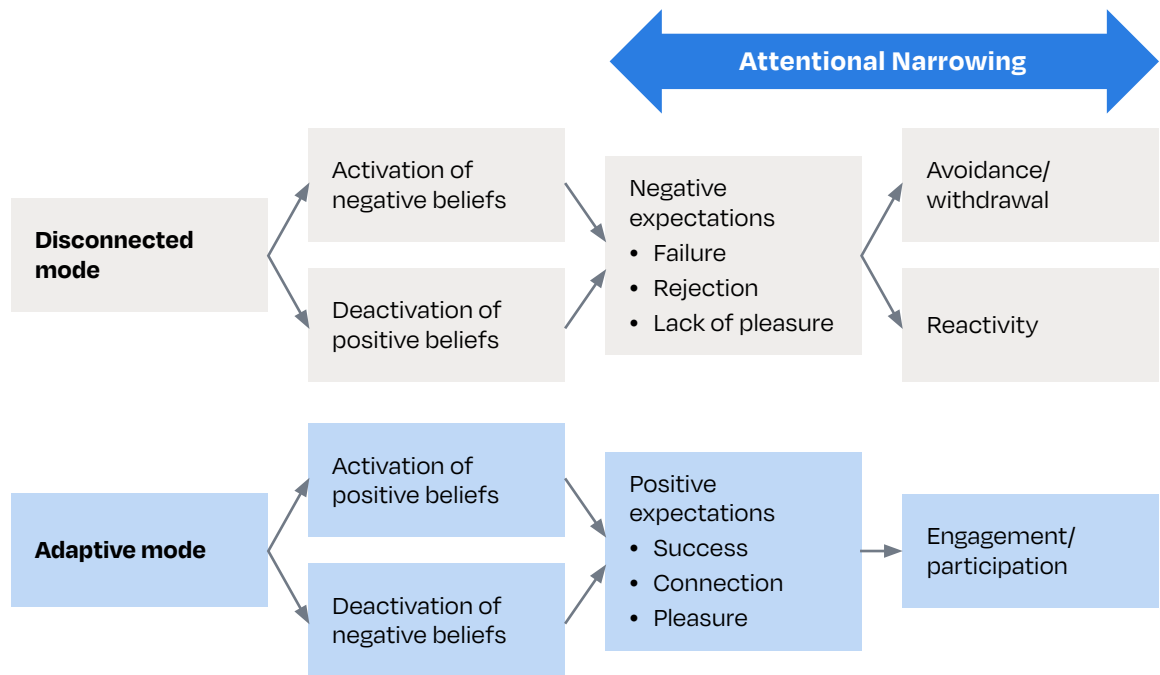 Attentional Narrowing
Disconnected
mode
Activation of
negative beliefs
Deactivation of
positive beliefs
Negative
expectations
• Failure
• Rejection
• Lack of pleasure
Avoidance/
withdrawal
Reactivity
Adaptive mode
Activation of
positive beliefs
Deactivation of
negative beliefs
Positive
expectations
• Success
• Connection
• Pleasure
Engagement/
participation